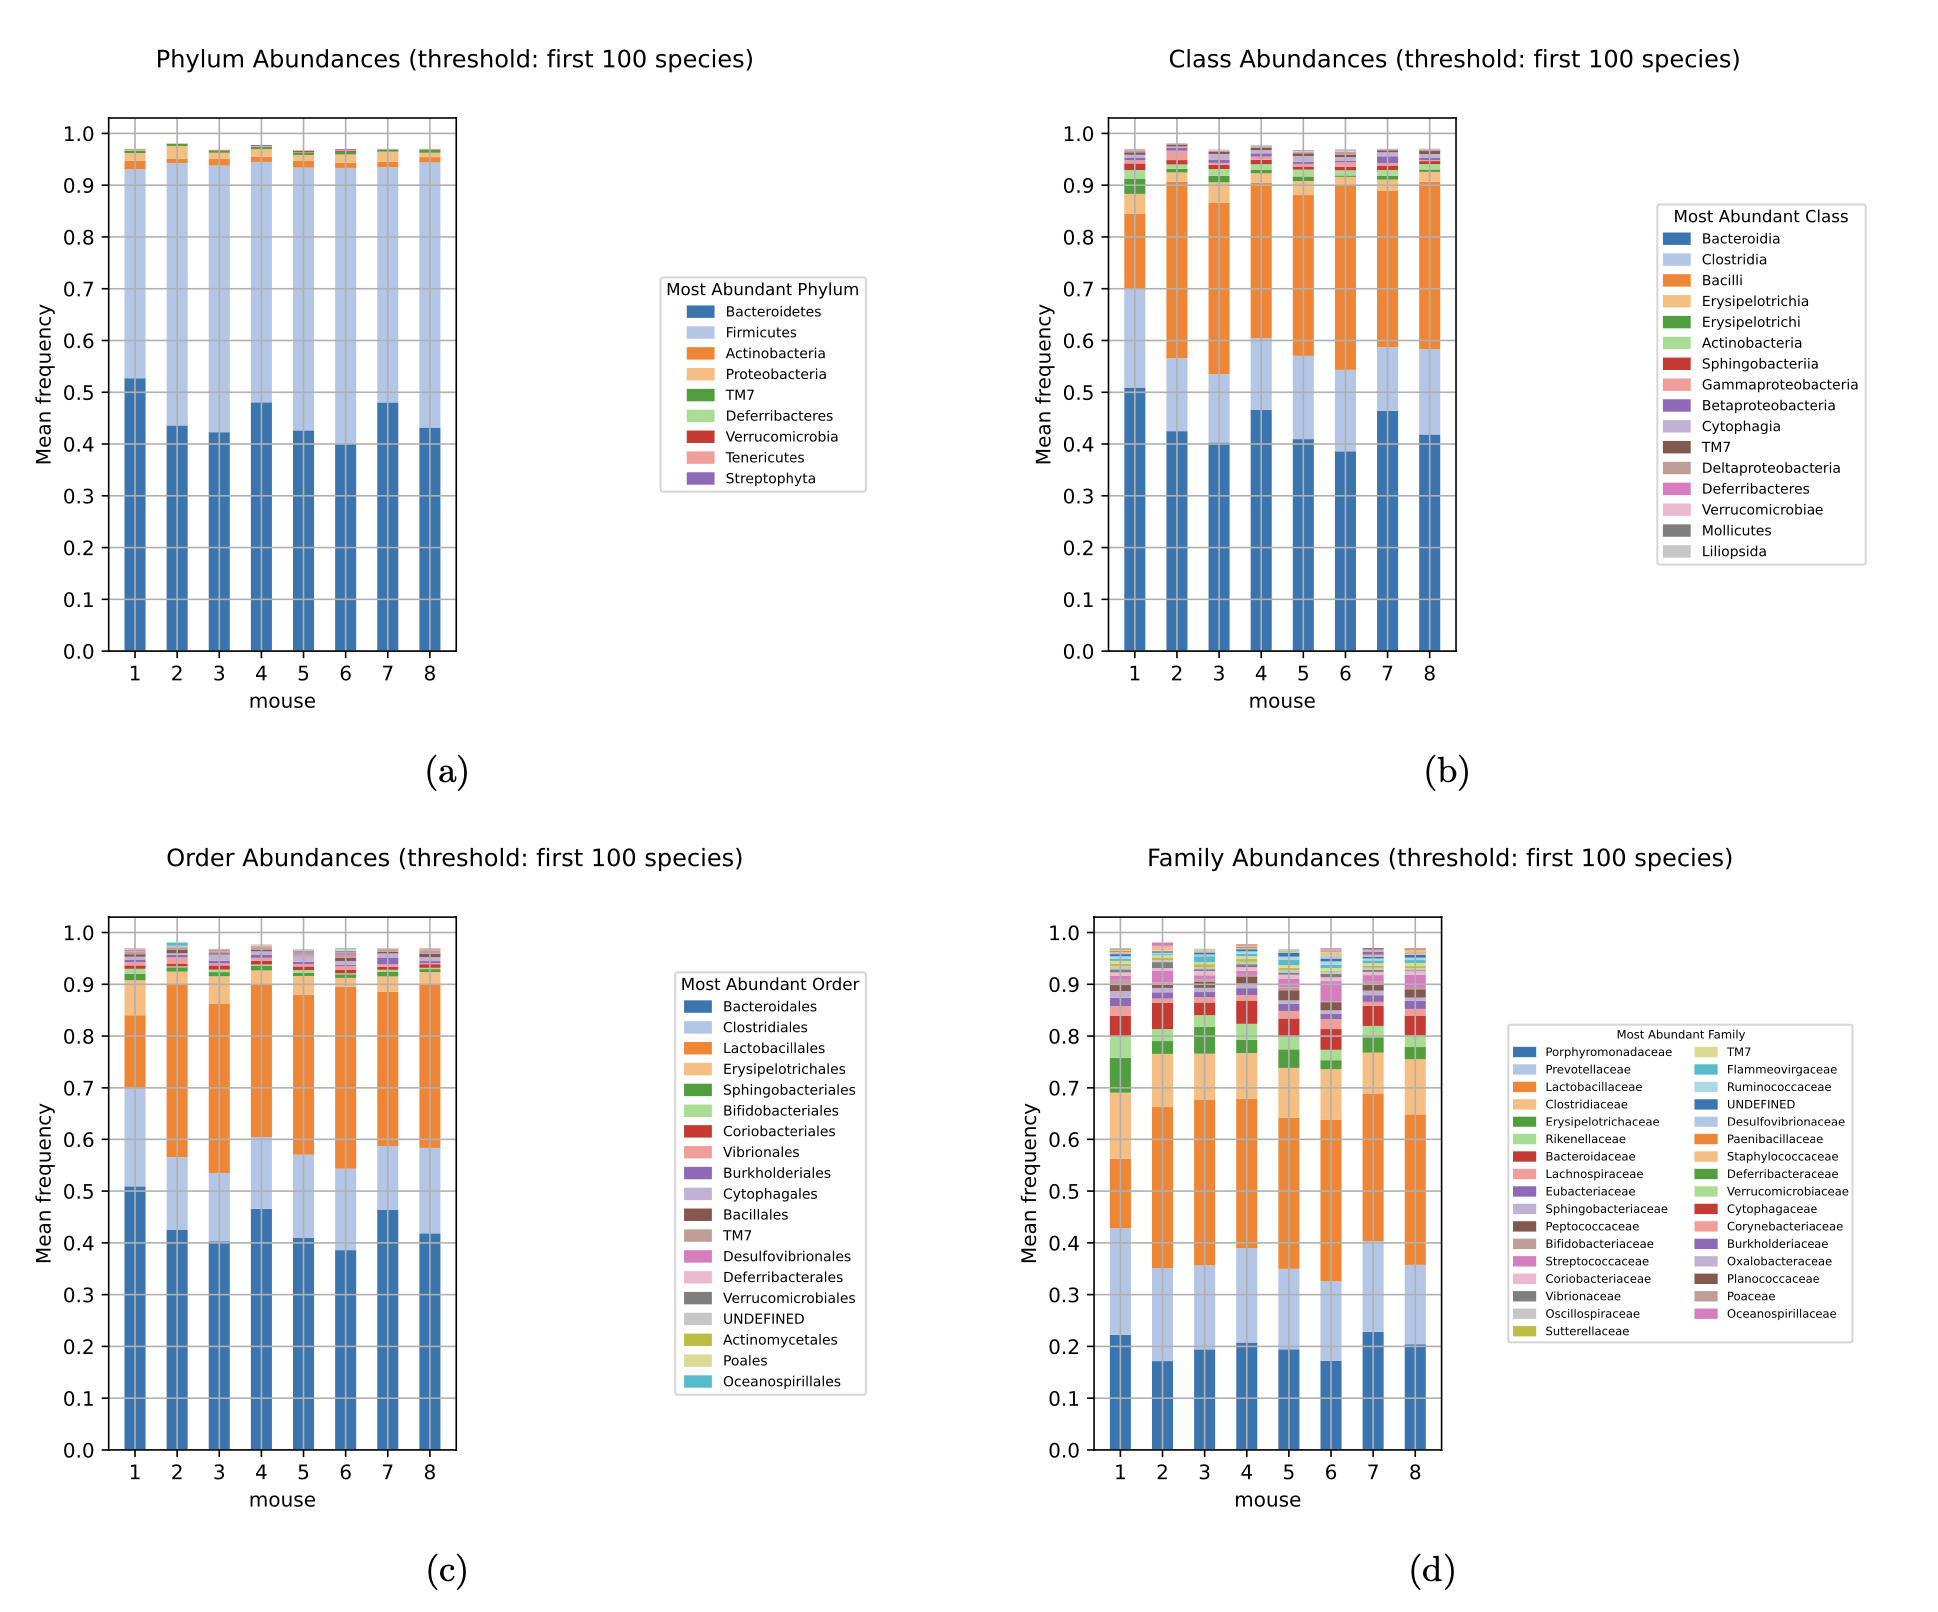 Phylum Abundances (threshold: first 100 species)
1.0
0.9
0.8
0.7
0.6
0.5
0.4
0.3
0.2
0.1
0.0
Mean frequency
1 2 3 4 5 6 7 8
mouse
Most Abundant Phylum
Bacteroidetes
Firmicutes
Actinobacteria
Proteobacteria
TM7
Deferribacteres
Verrucomicrobia
Tenericutes
Streptophyta
(a)
Class Abundances (threshold: first 100 species)
1.0
0.9
0.8
0.7
0.6
0.5
0.4
0.3
0.2
0.1
0.0
Mean frequency
1 2 3 4 5 6 7 8
mouse
Most Abundant Class
Bacteroidia
Clostridia
Bacilli
Erysipelotrichia
Erysipelotrichi
Actinobacteria
Sphingobacteriia
Gammaproteobacteria
Betaproteobacteria
Cytophagia
TM7
Deltaproteobacteria
Deferribacteres
Verrucomicrobiae
Mollicutes
Liliopsida
(b)
Order Abundances (threshold: first 100 species)
1.0
0.9
0.8
0.7
0.6
0.5
0.4
0.3
0.2
0.1
0.0
Mean frequency
1 2 3 4 5 6 7 8
mouse
Most Abundant Order
Bacteroidales
Clostridiales
Lactobacillales
Erysipelotrichales
Sphingobacteriales
Bifidobacteriales
Coriobacteriales
Vibrionales
Burkholderiales
Cytophagales
Bacillales
TM7
Desulfovibrionales
Deferribacterales
Verrucomicrobiales
UNDEFINED
Actinomycetales
Poales
Oceanospirillales
(c)
Family Abundances (threshold: first 100 species)
1.0
0.9
0.8
0.7
0.6
0.5
0.4
0.3
0.2
0.1
0.0
Mean frequency
1 2 3 4 5 6 7 8
mouse
Most Abundant Family
Porphyromonadaceae
Prevotellaceae
Lactobacillaceae
Clostridiaceae
Erysipelotrichaceae
Rikenellaceae
Bacteroidaceae
Lachnospiraceae
Eubacteriaceae
Sphingobacteriaceae
Peptococcaceae
Bifidobacteriaceae
Streptococcaceae
Coriobacteriaceae
Vibrionaceae
Oscillospiraceae
Sutterellaceae
TM7
Flammeovirgaceae
Ruminococcaceae
UNDEFINED
Desulfovibrionaceae
Paenibacillaceae
Staphylococcaceae
Deferribacteraceae
Verrucomicrobiaceae
Cytophagaceae
Corynebacteriaceae
Burkholderiaceae
Oxalobacteraceae
Planococcaceae
Poaceae
Oceanospirillaceae
(d)